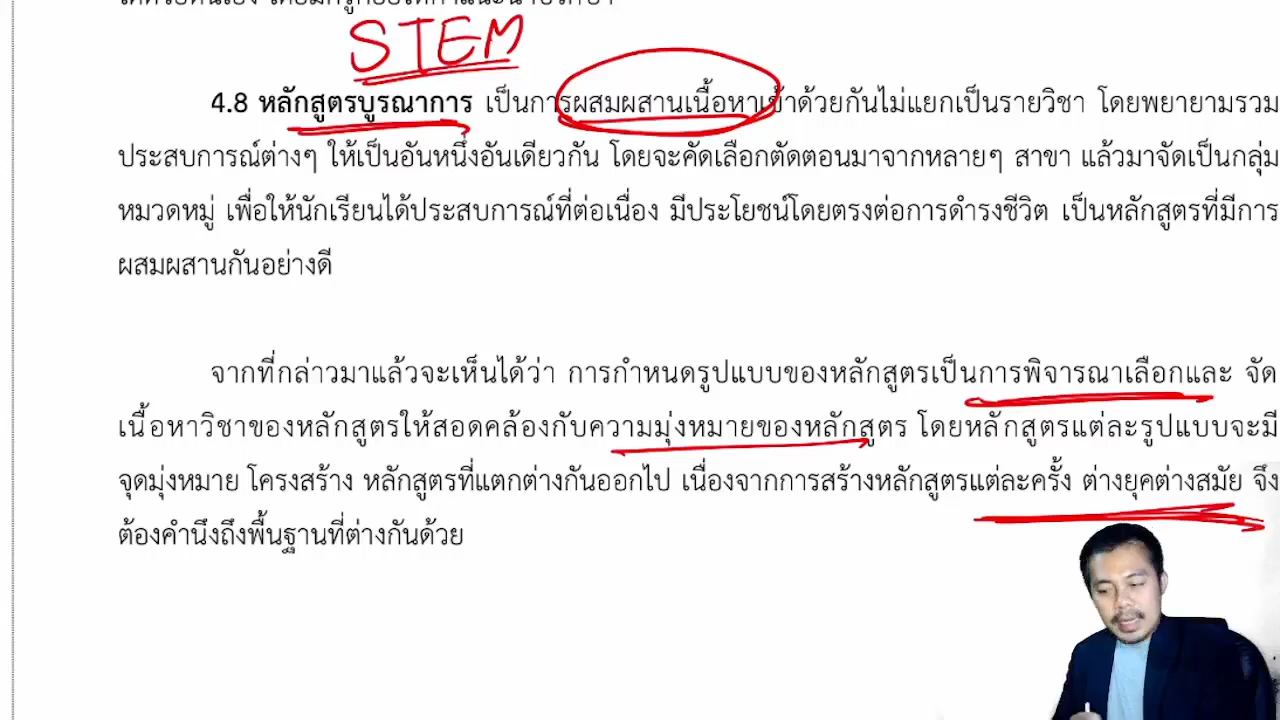 STEM
4.8 หลักสูตรบูรณาการ เป็นการผสมผสานเนื้อหาเข้าด้วยกันไม่แยกเป็นรายวิชา โดยพยายามรวม
ประสบการณ์ต่างๆ ให้เป็นอันหนึ่งอันเดียวกัน โดยจะคัดเลือกตัดตอนมาจากหลายๆ สาขา แล้วมาจัดเป็นกลุ่ม
หมวดหมู่ เพื่อให้นักเรียนได้ประสบการณ์ที่ต่อเนื่อง มีประโยชน์โดยตรงต่อการดำรงชีวิต เป็นหลักสูตรที่มีการ
ผสมผสานกันอย่างดี
จากที่กล่าวมาแล้วจะเห็นได้ว่า การกำหนดรูปแบบของหลักสูตรเป็นการพิจารณาเลือกและ จัด
เนื้อหาวิชาของหลักสูตรให้สอดคล้องกับความมุ่งหมายของหลักสูตร โดยหลักสูตรแต่ละรูปแบบจะมี
จุดมุ่งหมาย โครงสร้าง หลักสูตรที่แตกต่างกันออกไป เนื่องจากการสร้างหลักสูตรแต่ละครั้ง ต่างยุคต่างสมัย จึง
ต้องคำนึงถึงพื้นฐานที่ต่างกันด้วย